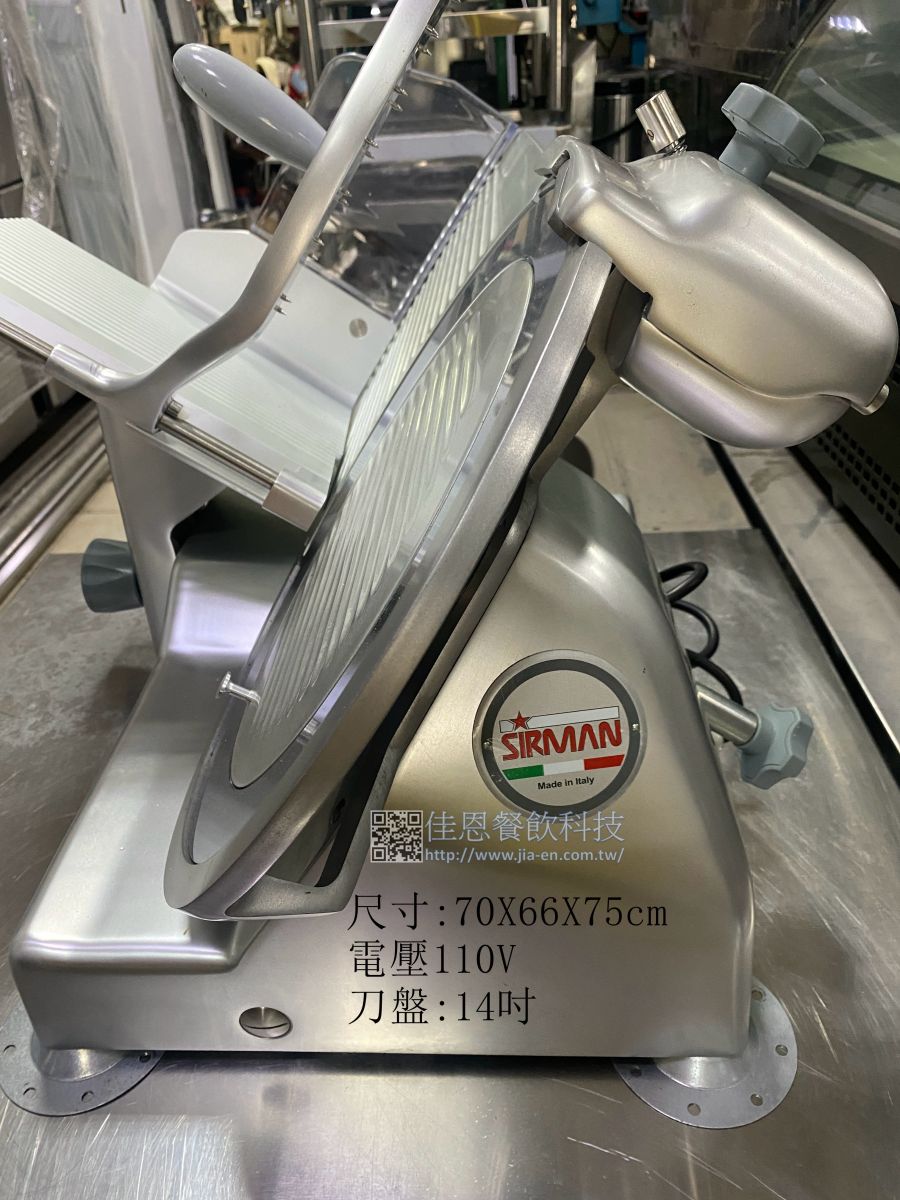 SIRMAN
Made in Italy
佳恩餐飲科技
http://www.jia-en.com.tw/
尺寸:70X66X75cm
電壓110V
刀盤:14吋